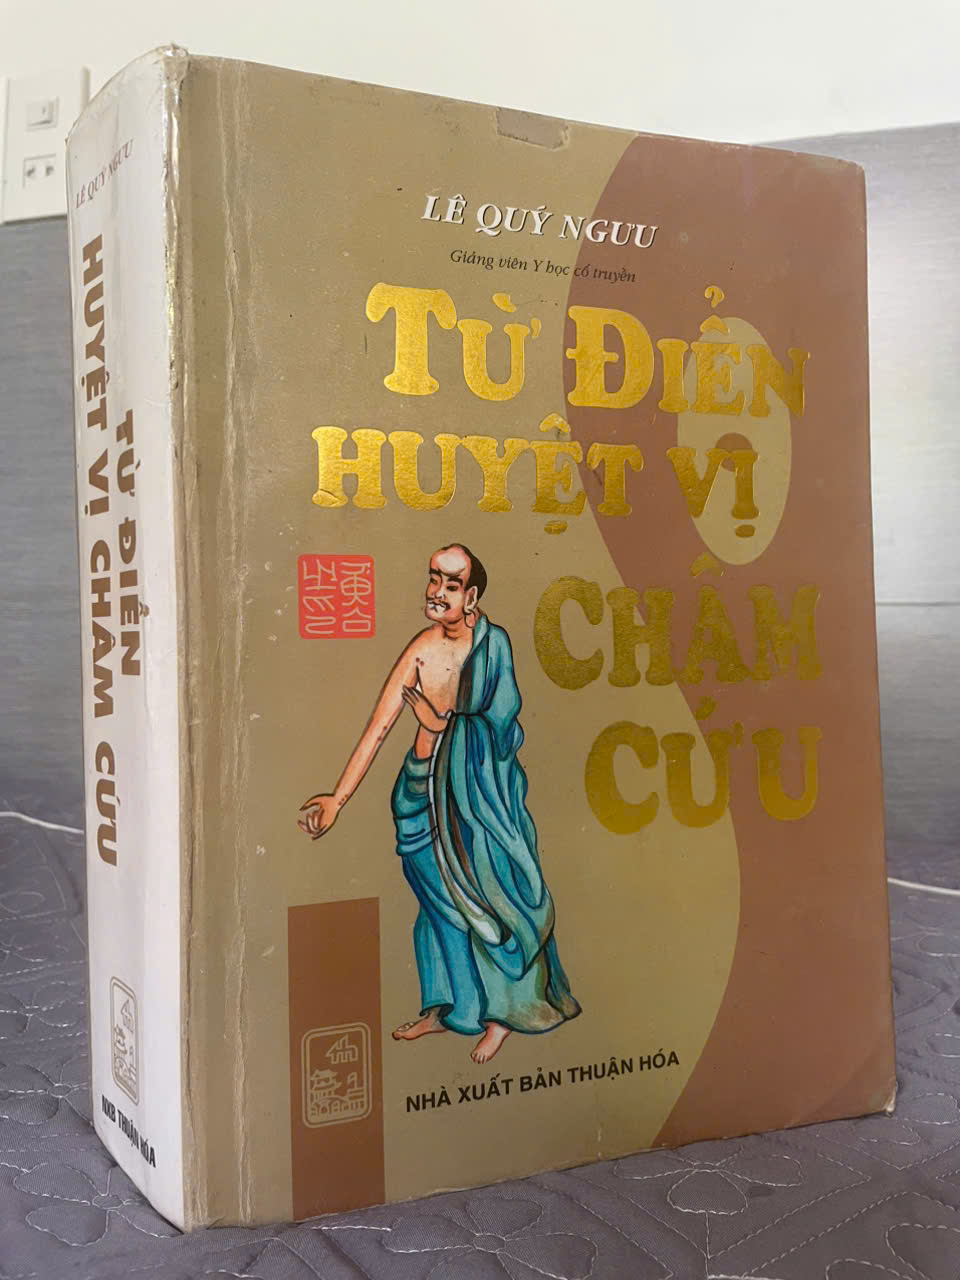 LÊ QUÝ NGƯU
Giảng viên Y học cổ truyền
TỪ ĐIỂN
HUYỆT VỊ
CHÂM
CỨU
NHÀ XUẤT BẢN THUẬN HÓA
LÊ QUÝ NGƯU
TỪ ĐIỂN
HUYỆT VỊ CHÂM CỨU
NXB THUẬN HÓA